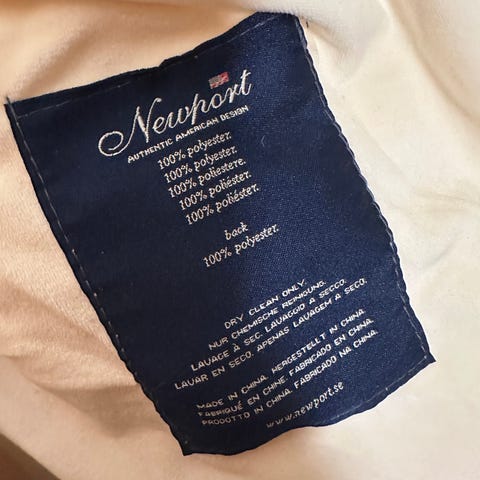 Newport
AUTHENTIC AMERICAN DESIGN
100% polyester.
100% polyester.
100% poliestere.
100% poliéster.
100% poliéster.
back
100% polyester.
DRY CLEAN ONLY.
NUR CHEMISCHE REINIGUNG.
LAVAGE À SEC. LAVAGGIO A SECCO.
LAVAR EN SECO. APENAS LAVAGEM A SECO.
MADE IN CHINA. HERGESTELLT IN CHINA.
FABRIQUÉ EN CHINE. FABRICADO EN CHINA.
PRODOTTO IN CHINA. FABRICADO NA CHINA.
www.newport.se